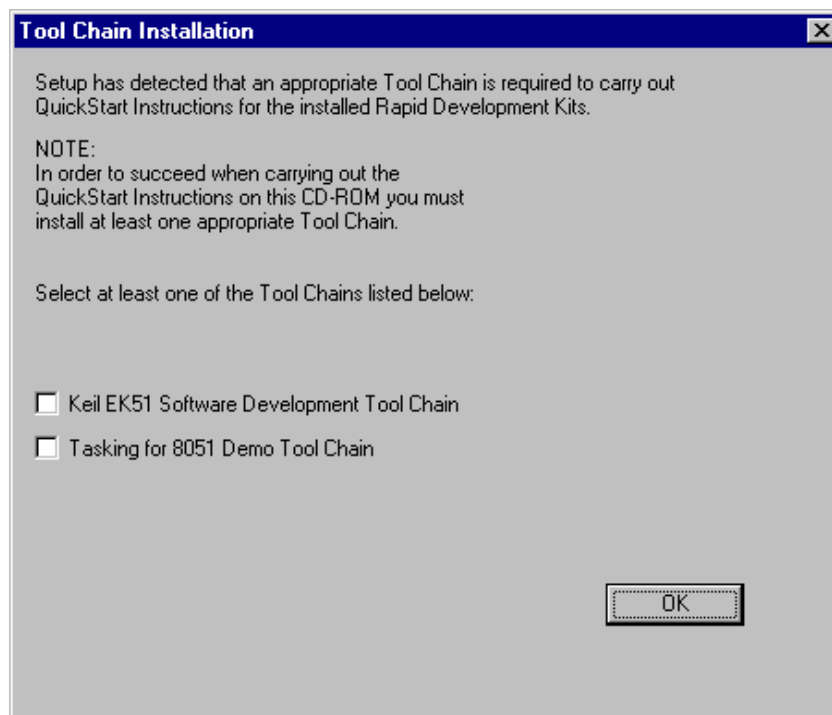 Tool Chain Installation
Setup has detected that an appropriate Tool Chain is required to carry out
QuickStart Instructions for the installed Rapid Development Kits.
NOTE:
In order to succeed when carrying out the
QuickStart Instructions on this CD-ROM you must
install at least one appropriate Tool Chain.
Select at least one of the Tool Chains listed below:
Keil EK51 Software Development Tool Chain
Tasking for 8051 Demo Tool Chain
OK